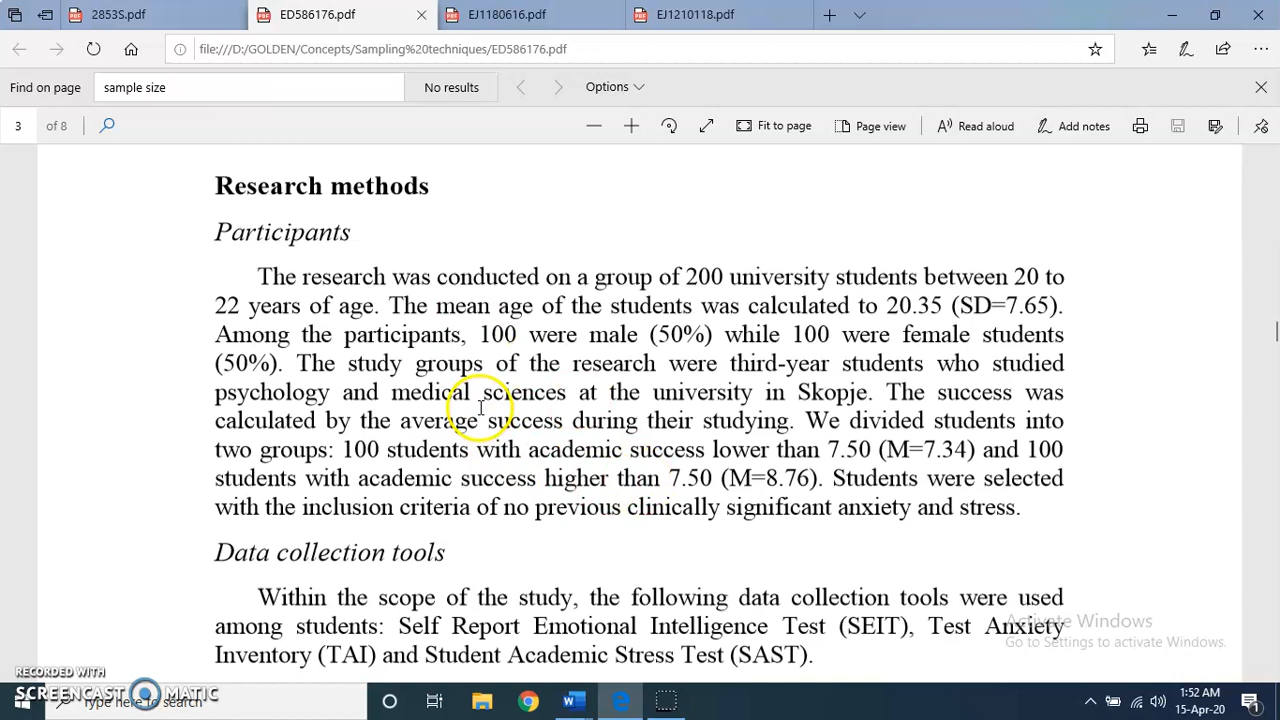 2853S.pdf
ED586176.pdf
EJ1180616.pdf
EJ1210118.pdf
file:///D:/GOLDEN/Concepts/Sampling%20techniques/ED586176.pdf
Find on page
sample size
No results
Options
3 of 8
Fit to page
Page view
Read aloud
Add notes
Research methods
Participants
The research was conducted on a group of 200 university students between 20 to
22 years of age. The mean age of the students was calculated to 20.35 (SD=7.65).
Among the participants, 100 were male (50%) while 100 were female students
(50%). The study groups of the research were third-year students who studied
psychology and medical sciences at the university in Skopje. The success was
calculated by the average success during their studying. We divided students into
two groups: 100 students with academic success lower than 7.50 (M=7.34) and 100
students with academic success higher than 7.50 (M=8.76). Students were selected
with the inclusion criteria of no previous clinically significant anxiety and stress.
Data collection tools
Within the scope of the study, the following data collection tools were used
among students: Self Report Emotional Intelligence Test (SEIT), Test Anxiety
Inventory (TAI) and Student Academic Stress Test (SAST).
Activate Windows
Go to Settings to activate Windows.
RECORDED WITH
SCREENCAST MATIC
Type here to search
1:52 AM
15-Apr-20